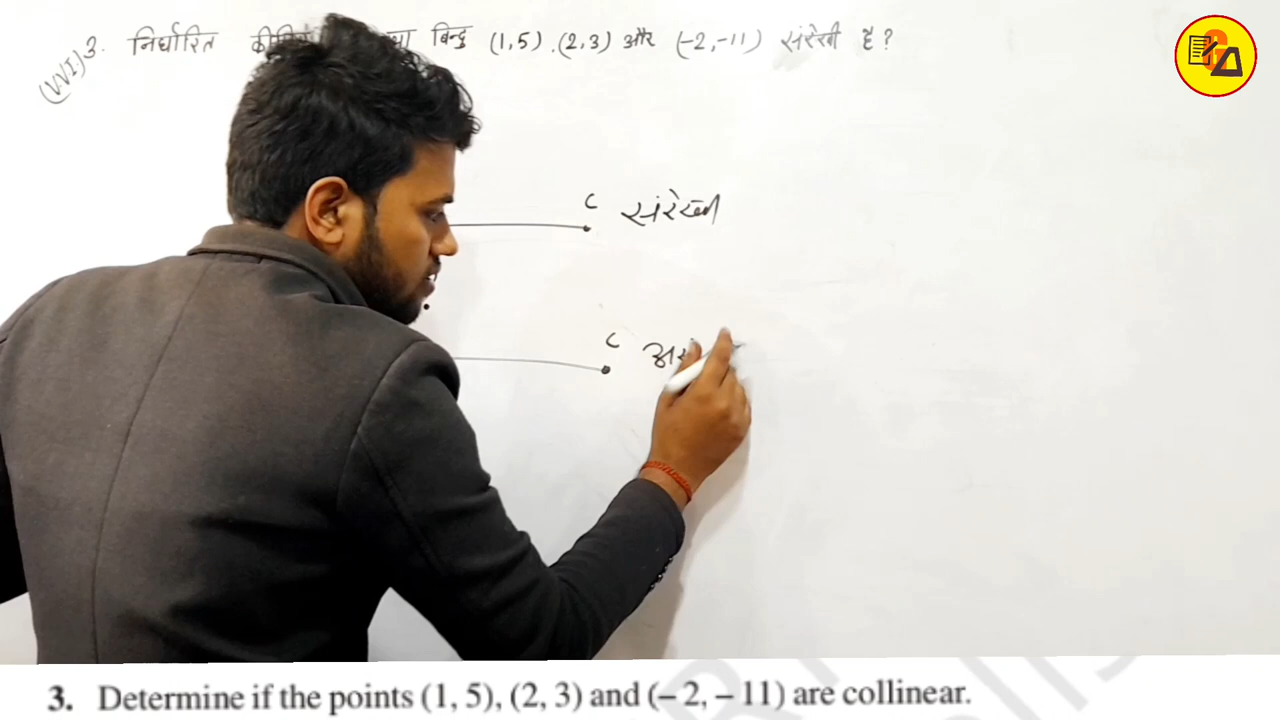 (VVI) 3. निर्धारित बिन्दु (1,5), (2,3) और (-2,-11) संरेखी है ?
C संरेखी
C
3. Determine if the points (1, 5), (2, 3) and (– 2, – 11) are collinear.